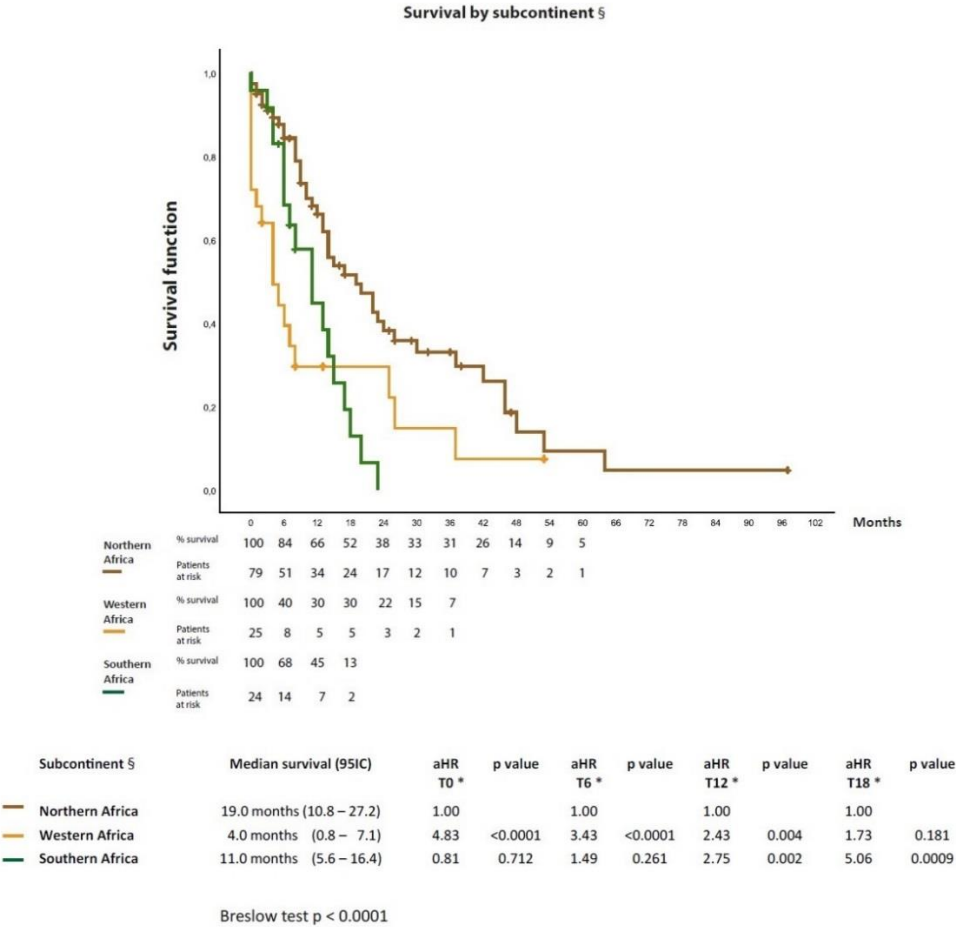 Survival by subcontinent §
Survival function
1,0
0,8
0,6
0,4
0,2
0,0
0 6 12 18 24 30 36 42 48 54 60 66 72 78 84 90 96 102 Months
Northern Africa % survival 100 84 66 52 38 33 31 26 14 9 5
Patients at risk 79 51 34 24 17 12 10 7 3 2 1
Western Africa % survival 100 40 30 30 22 15 7
Patients at risk 25 8 5 5 3 2 1
Southern Africa % survival 100 68 45 13
Patients at risk 24 14 7 2
Subcontinent § Median survival (95IC) aHR p value aHR p value aHR p value aHR p value
T0 * T6 * T12 * T18 *
Northern Africa 19.0 months (10.8 – 27.2) 1.00 1.00 1.00 1.00
Western Africa 4.0 months (0.8 – 7.1) 4.83 <0.0001 3.43 <0.0001 2.43 0.004 1.73 0.181
Southern Africa 11.0 months (5.6 – 16.4) 0.81 0.712 1.49 0.261 2.75 0.002 5.06 0.0009
Breslow test p < 0.0001